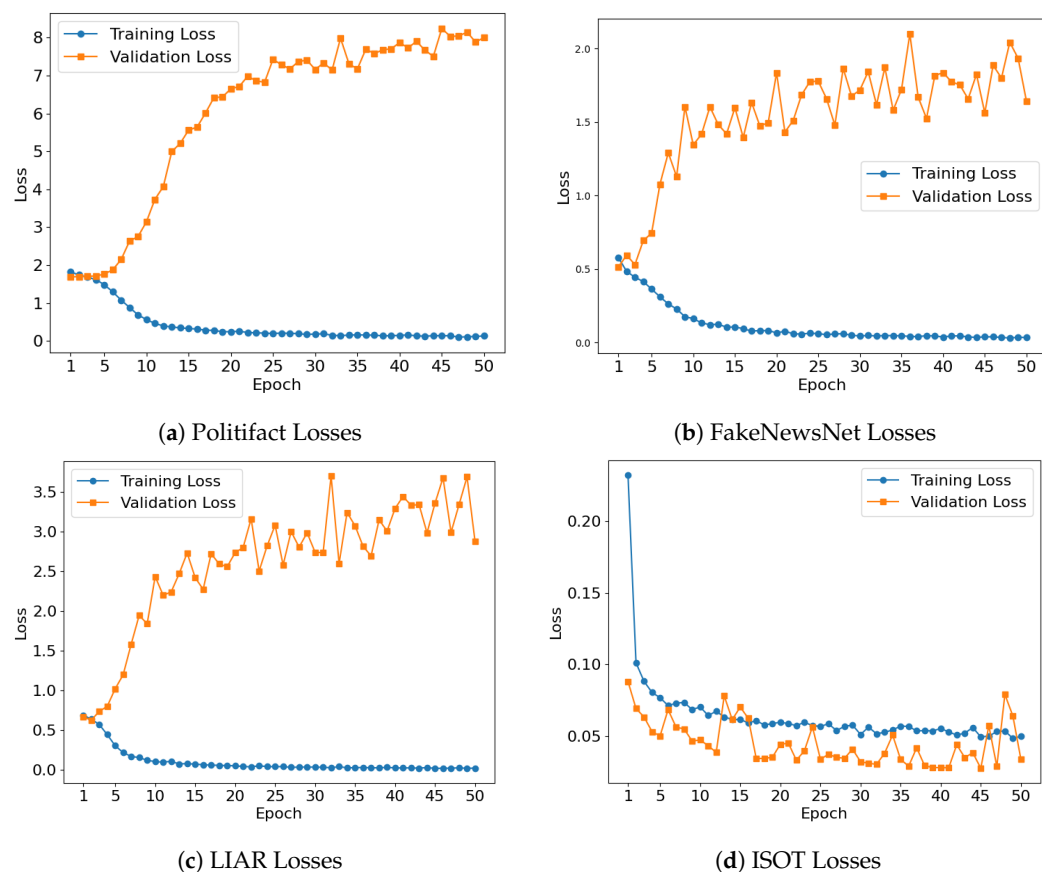 Training Loss
Validation Loss
8
7
6
5
4
3
2
1
0
Loss
1 5 10 15 20 25 30 35 40 45 50
Epoch
(a) Politifact Losses
2.0
1.5
1.0
0.5
0.0
Loss
Training Loss
Validation Loss
1 5 10 15 20 25 30 35 40 45 50
Epoch
(b) FakeNewsNet Losses
Training Loss
Validation Loss
3.5
3.0
2.5
2.0
1.5
1.0
0.5
0.0
Loss
1 5 10 15 20 25 30 35 40 45 50
Epoch
(c) LIAR Losses
Training Loss
Validation Loss
0.20
0.15
0.10
0.05
Loss
1 5 10 15 20 25 30 35 40 45 50
Epoch
(d) ISOT Losses